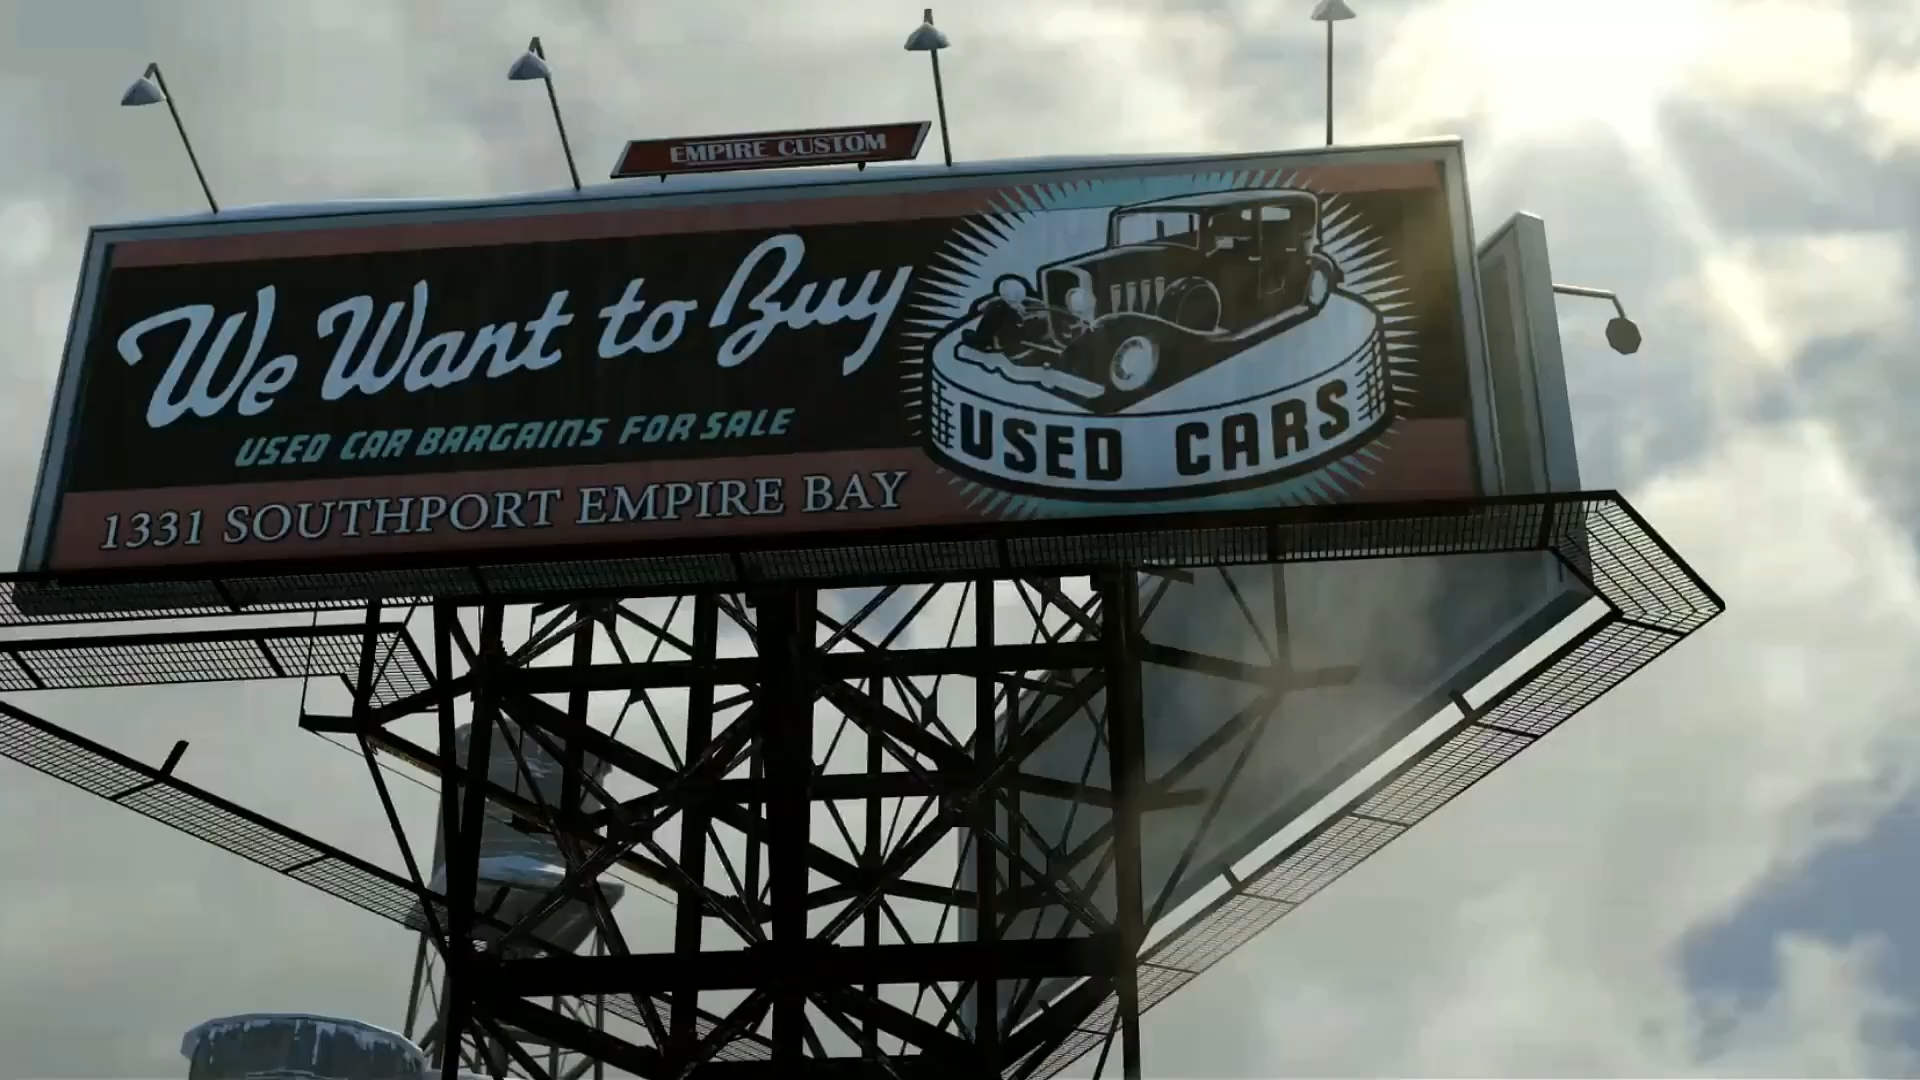 EMPIRE CUSTOM
We Want to Buy
USED CAR BARGAINS FOR SALE
1331 SOUTHPORT EMPIRE BAY
USED CARS